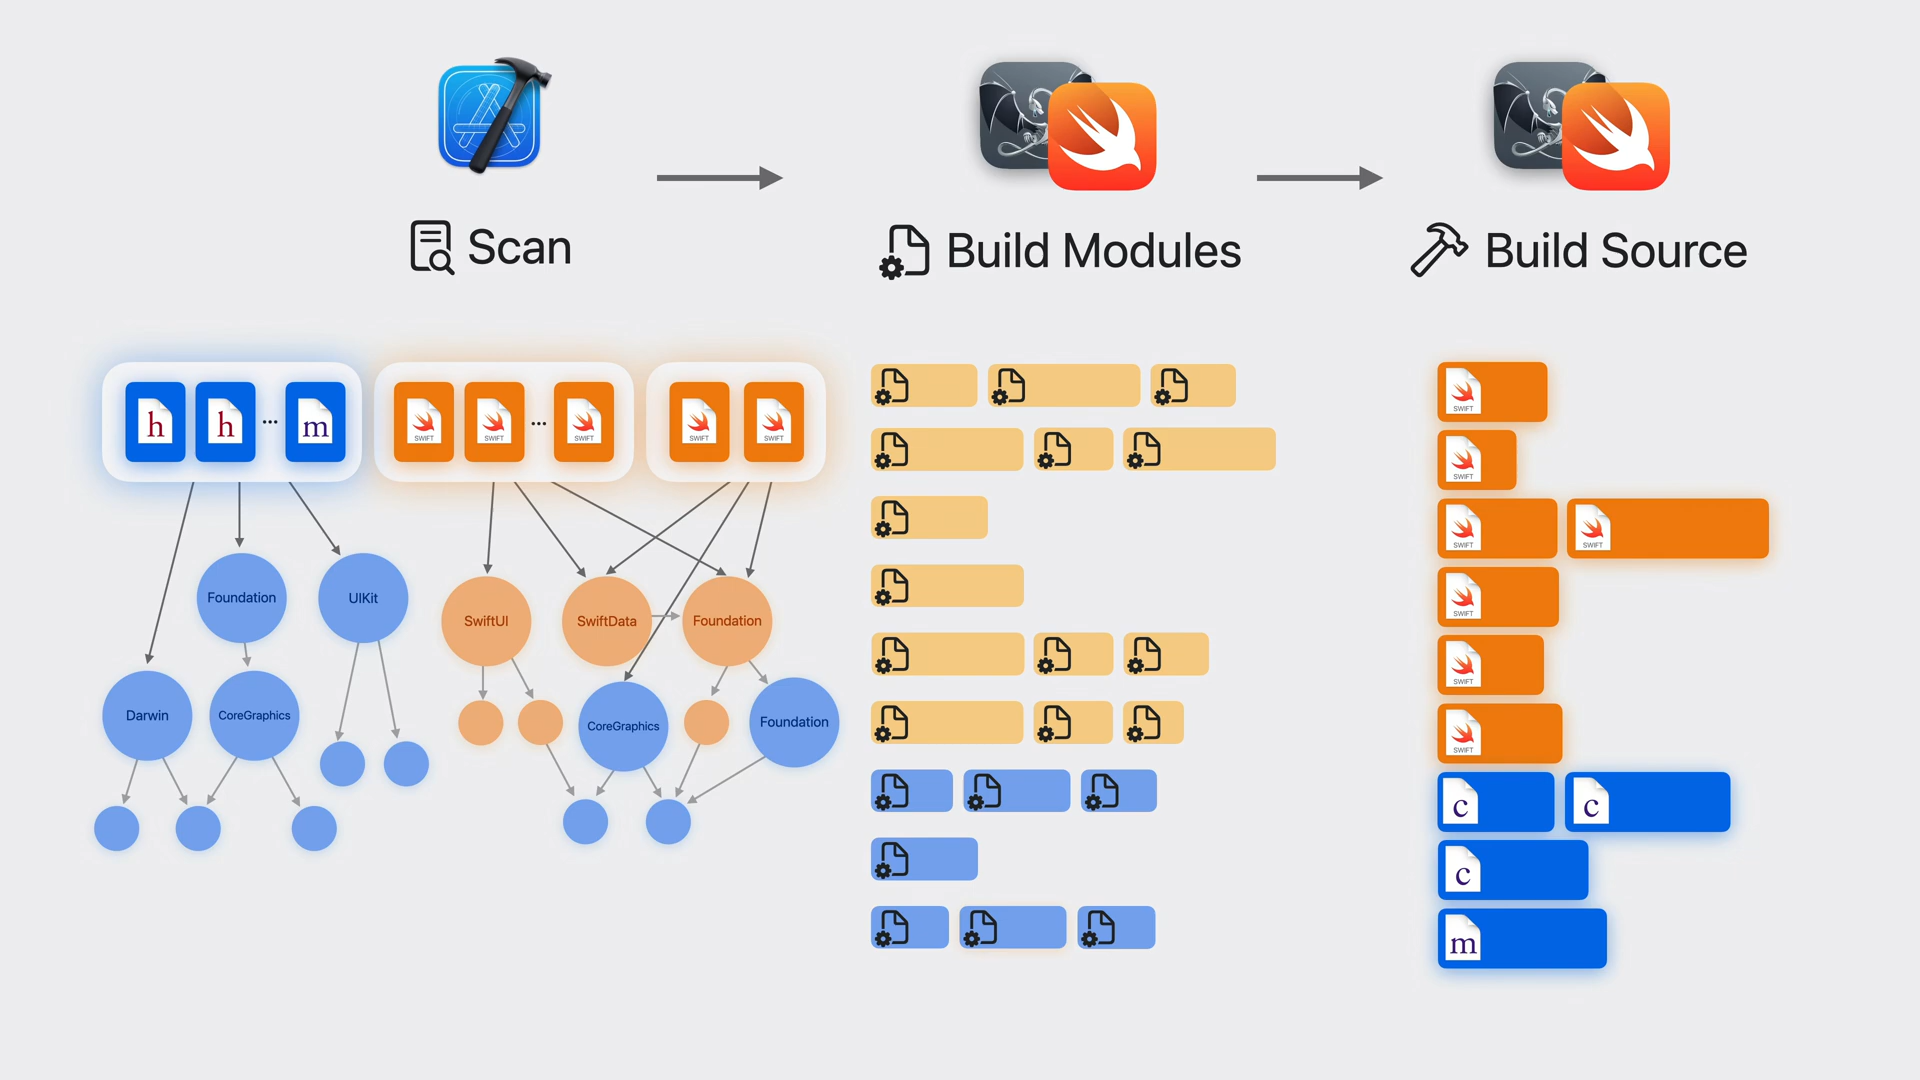 Scan
Build Modules
Build Source
h h ... m
SWIFT SWIFT ... SWIFT
SWIFT SWIFT
Foundation
UIKit
SwiftUI
SwiftData
Foundation
Darwin
CoreGraphics
CoreGraphics
Foundation
SWIFT
SWIFT
SWIFT SWIFT
SWIFT
SWIFT
SWIFT
c c
c
m